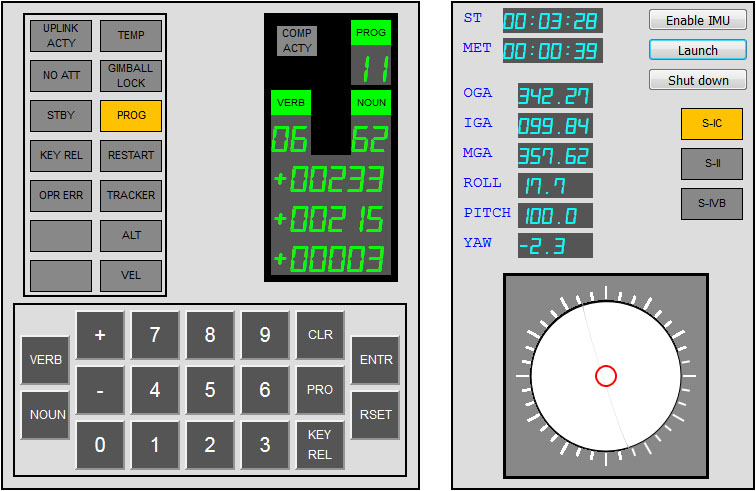 UPLINK ACTY
TEMP
NO ATT
GIMBALL LOCK
STBY
PROG
KEY REL
RESTART
OPR ERR
TRACKER
ALT
VEL
COMP ACTY
PROG
11
VERB
NOUN
06
62
+00233
+00215
+00003
VERB
NOUN
+
7
8
9
CLR
-
4
5
6
PRO
0
1
2
3
KEY REL
ENTR
RSET
ST 00:03:28
MET 00:00:39
OGA 342.27
IGA 099.84
MGA 357.62
ROLL 17.7
PITCH 100.0
YAW -2.3
Enable IMU
Launch
Shut down
S-IC
S-II
S-IVB